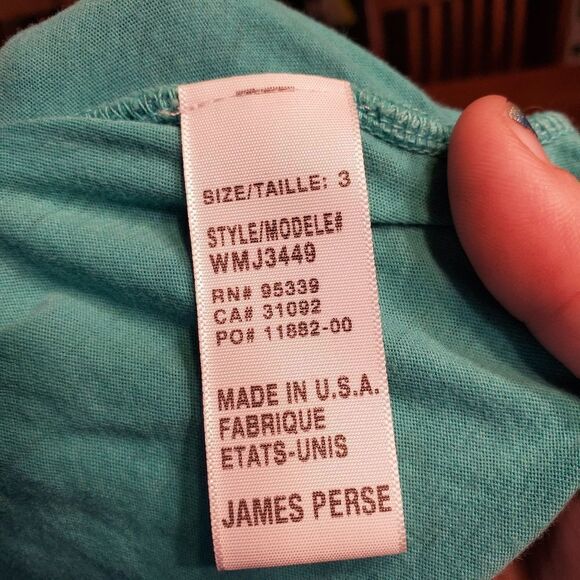 SIZE/TAILLE: 3
STYLE/MODELE#
WMJ3449
RN# 95339
CA# 31092
PO# 11882-00
MADE IN U.S.A.
FABRIQUE
ETATS-UNIS
JAMES PERSE